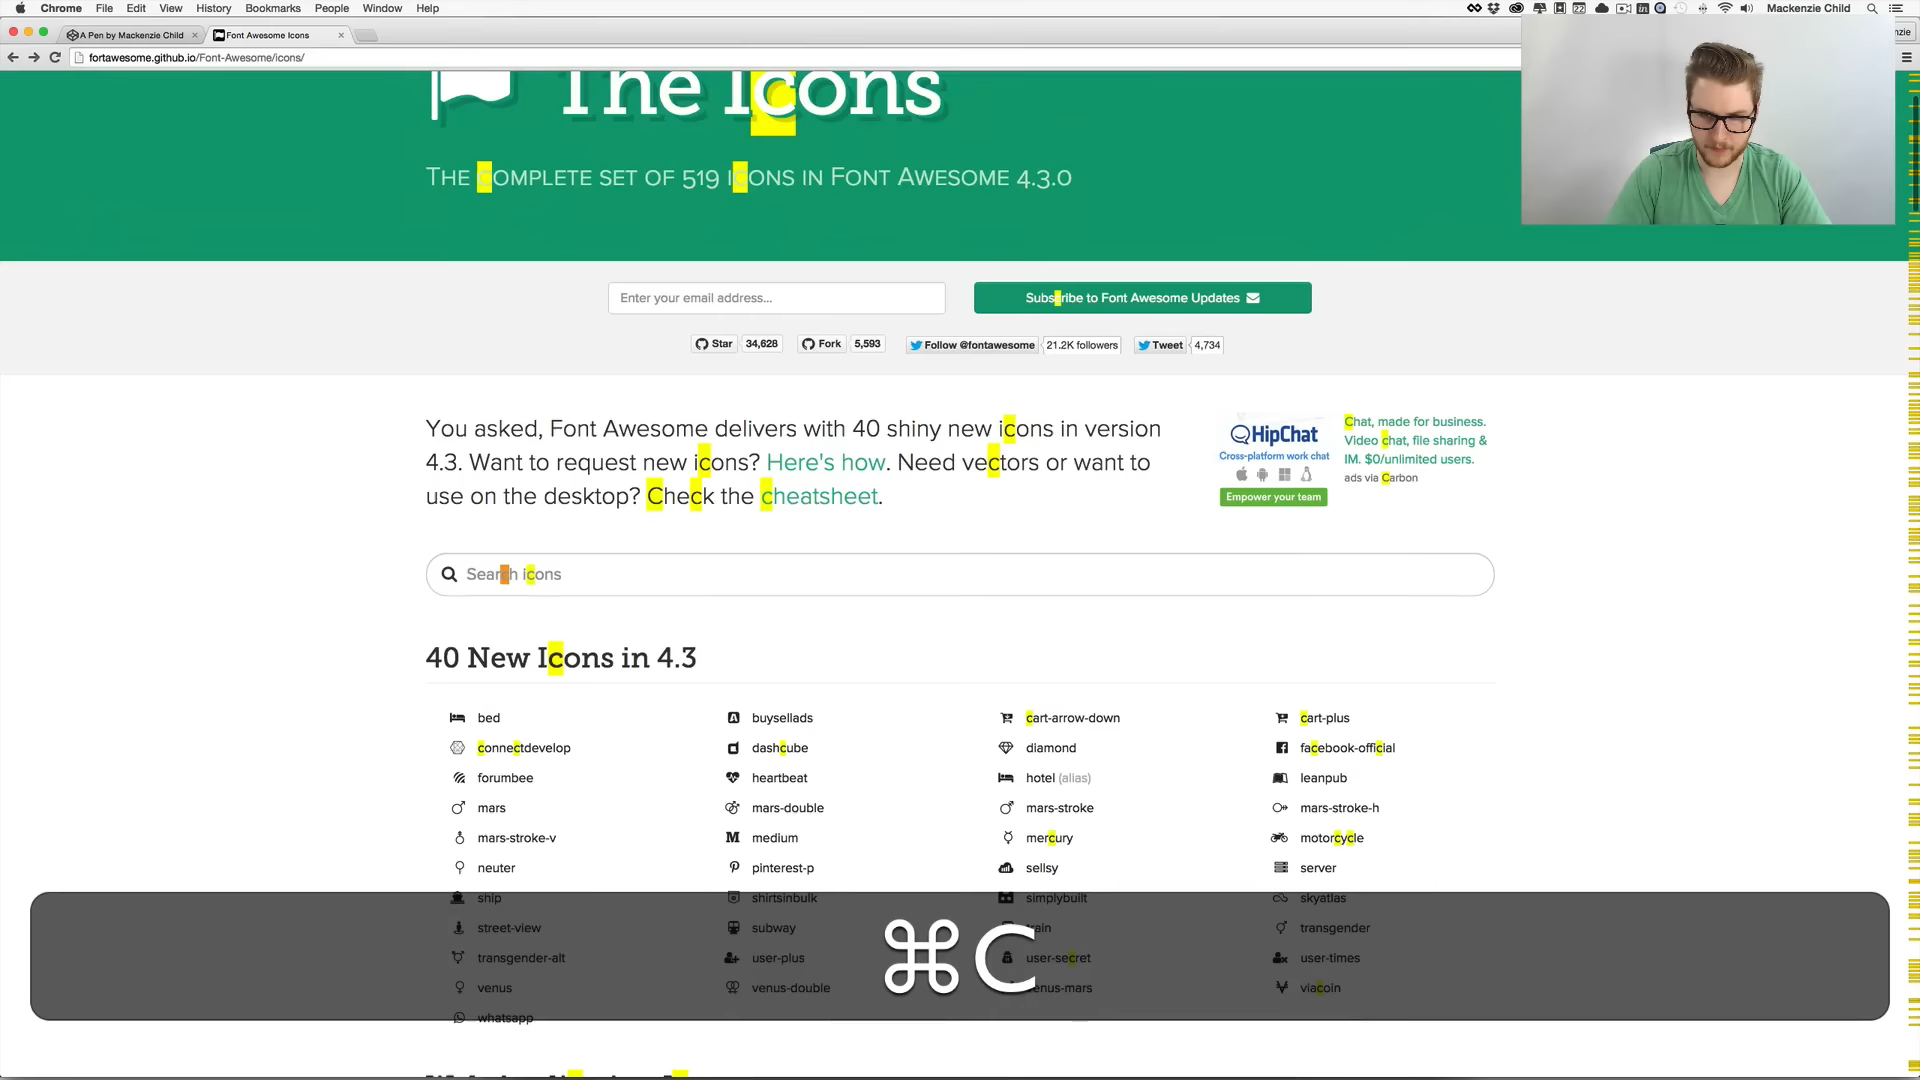 Chrome File Edit View History Bookmarks People Window Help
22
Mackenzie Child
A Pen by Mackenzie Child
Font Awesome Icons
nzie
fortawesome.github.io/Font-Awesome/icons/
The Icons
THE COMPLETE SET OF 519 ICONS IN FONT AWESOME 4.3.0
Enter your email address...
Subscribe to Font Awesome Updates
Star 34,628 Fork 5,593 Follow @fontawesome 21.2K followers Tweet 4,734
You asked, Font Awesome delivers with 40 shiny new icons in version
4.3. Want to request new icons? Here's how. Need vectors or want to
use on the desktop? Check the cheatsheet.
HipChat
Cross-platform work chat
Empower your team
Chat, made for business.
Video chat, file sharing &
IM. $0/unlimited users.
ads via Carbon
Search icons
40 New Icons in 4.3
bed buysellads cart-arrow-down cart-plus
connectdevelop dashcube diamond facebook-official
forumbee heartbeat hotel (alias) leanpub
mars mars-double mars-stroke mars-stroke-h
mars-stroke-v medium mercury motorcycle
neuter pinterest-p sellsy server
ship shirtsinbulk simplybuilt skyatlas
street-view subway train transgender
transgender-alt user-plus user-secret user-times
venus venus-double venus-mars viacoin
whatsapp
⌘C